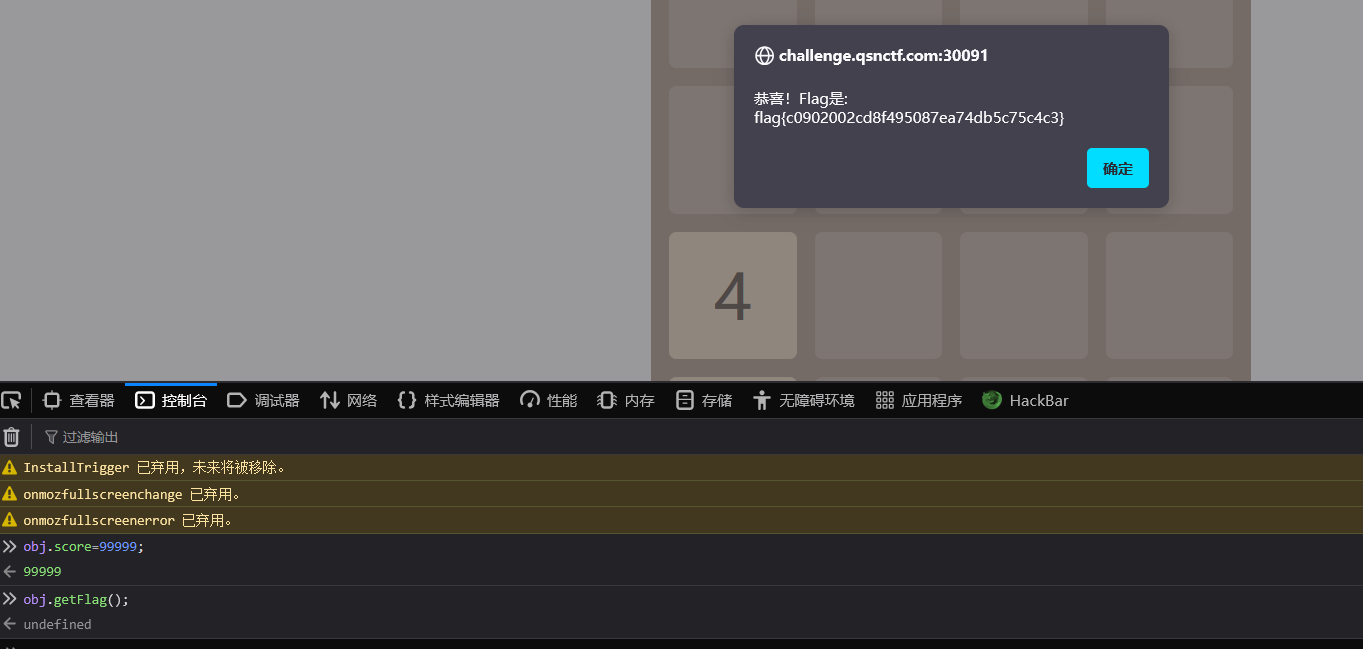 challenge.qsnctf.com:30091
恭喜！Flag是:
flag{c0902002cd8f495087ea74db5c75c4c3}
确定
4
查看器 控制台 调试器 网络 样式编辑器 性能 内存 存储 无障碍环境 应用程序 HackBar
过滤输出
InstallTrigger 已弃用，未来将被移除。
onmozfullscreenchange 已弃用。
onmozfullscreenerror 已弃用。
obj.score=99999;
99999
obj.getFlag();
undefined